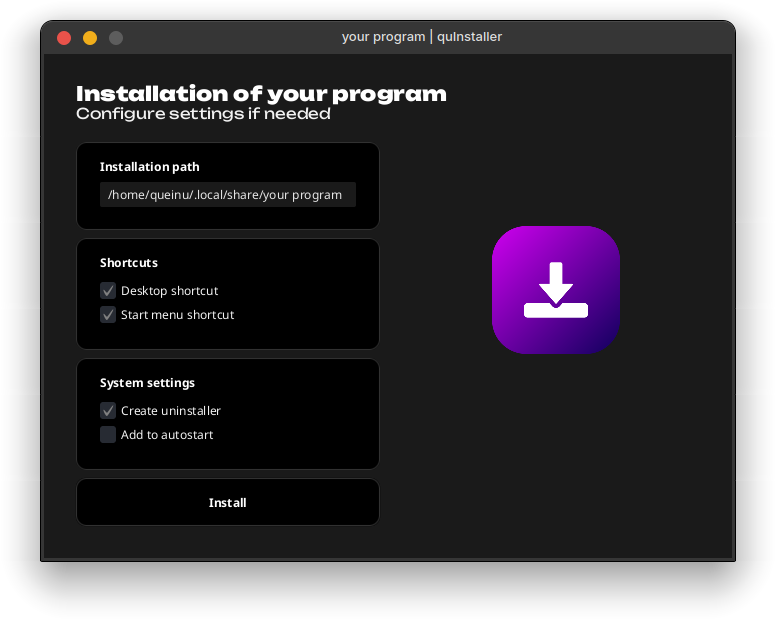 your program | quInstaller
Installation of your program
Configure settings if needed
Installation path
/home/queinu/.local/share/your program
Shortcuts
Desktop shortcut
Start menu shortcut
System settings
Create uninstaller
Add to autostart
Install